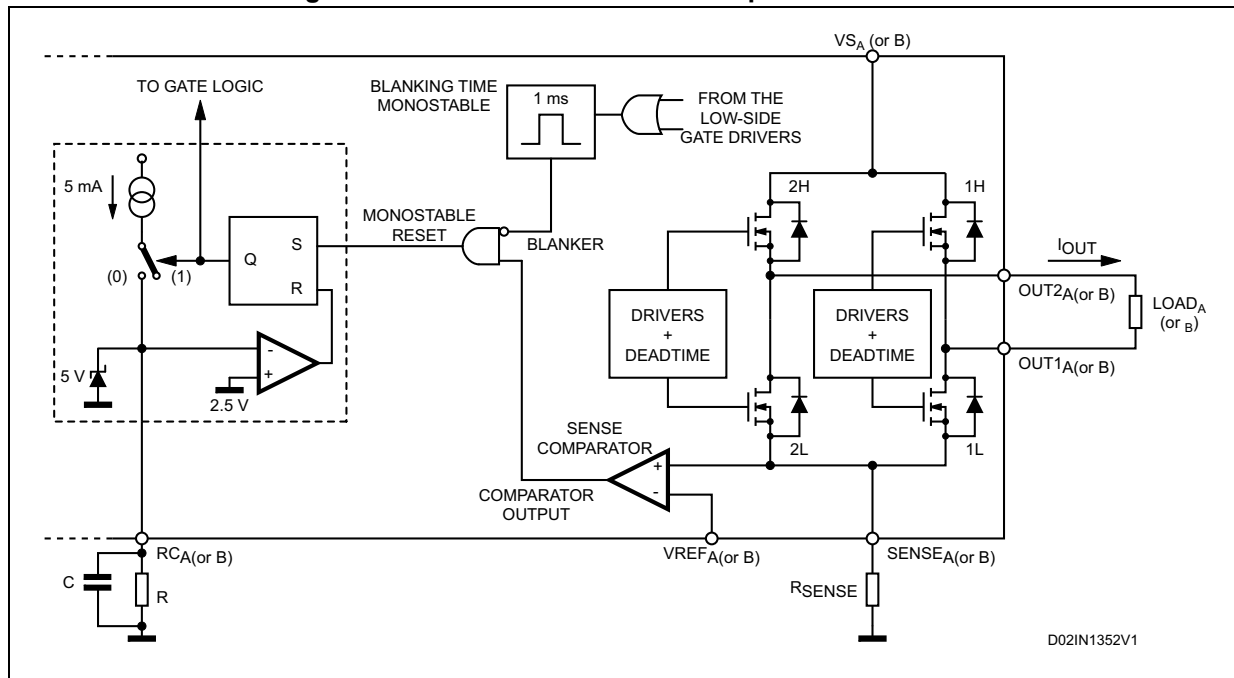 VSA (or B)
TO GATE LOGIC
BLANKING TIME
MONOSTABLE
1 ms
FROM THE
LOW-SIDE
GATE DRIVERS
5 mA
2H
1H
MONOSTABLE
RESET
S
Q
BLANKER
IOUT
(0)
(1)
R
OUT2A(or B)
DRIVERS
+
DEADTIME
DRIVERS
+
DEADTIME
LOADA
(or B)
-
+
OUT1A(or B)
5 V
2.5 V
SENSE
COMPARATOR
2L
1L
+
-
COMPARATOR
OUTPUT
RCA(or B)
VREFA(or B)
SENSEA(or B)
C
R
RSENSE
D02IN1352V1